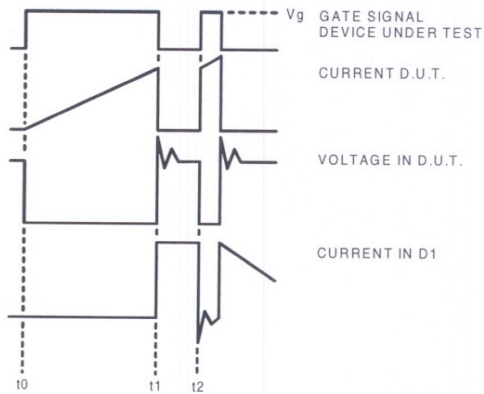 Vg GATE SIGNAL
DEVICE UNDER TEST
CURRENT D.U.T.
VOLTAGE IN D.U.T.
CURRENT IN D1
t0 t1 t2